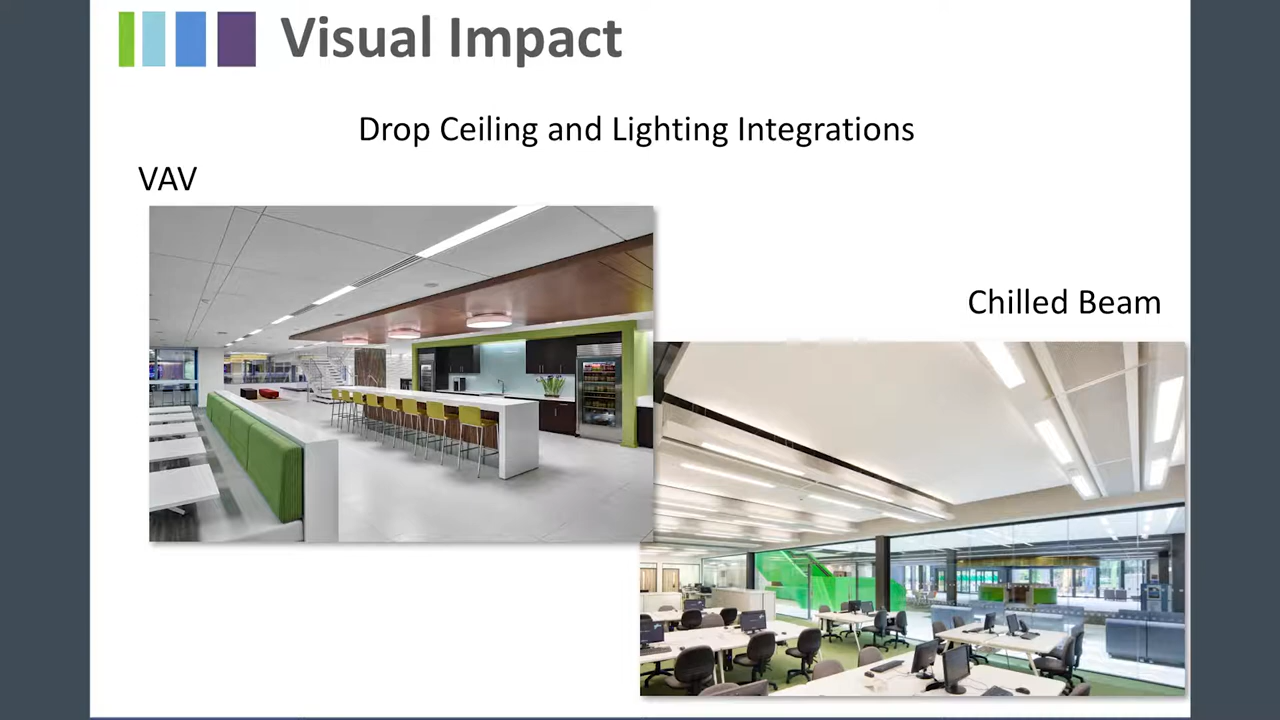 Visual Impact
Drop Ceiling and Lighting Integrations
VAV
Chilled Beam